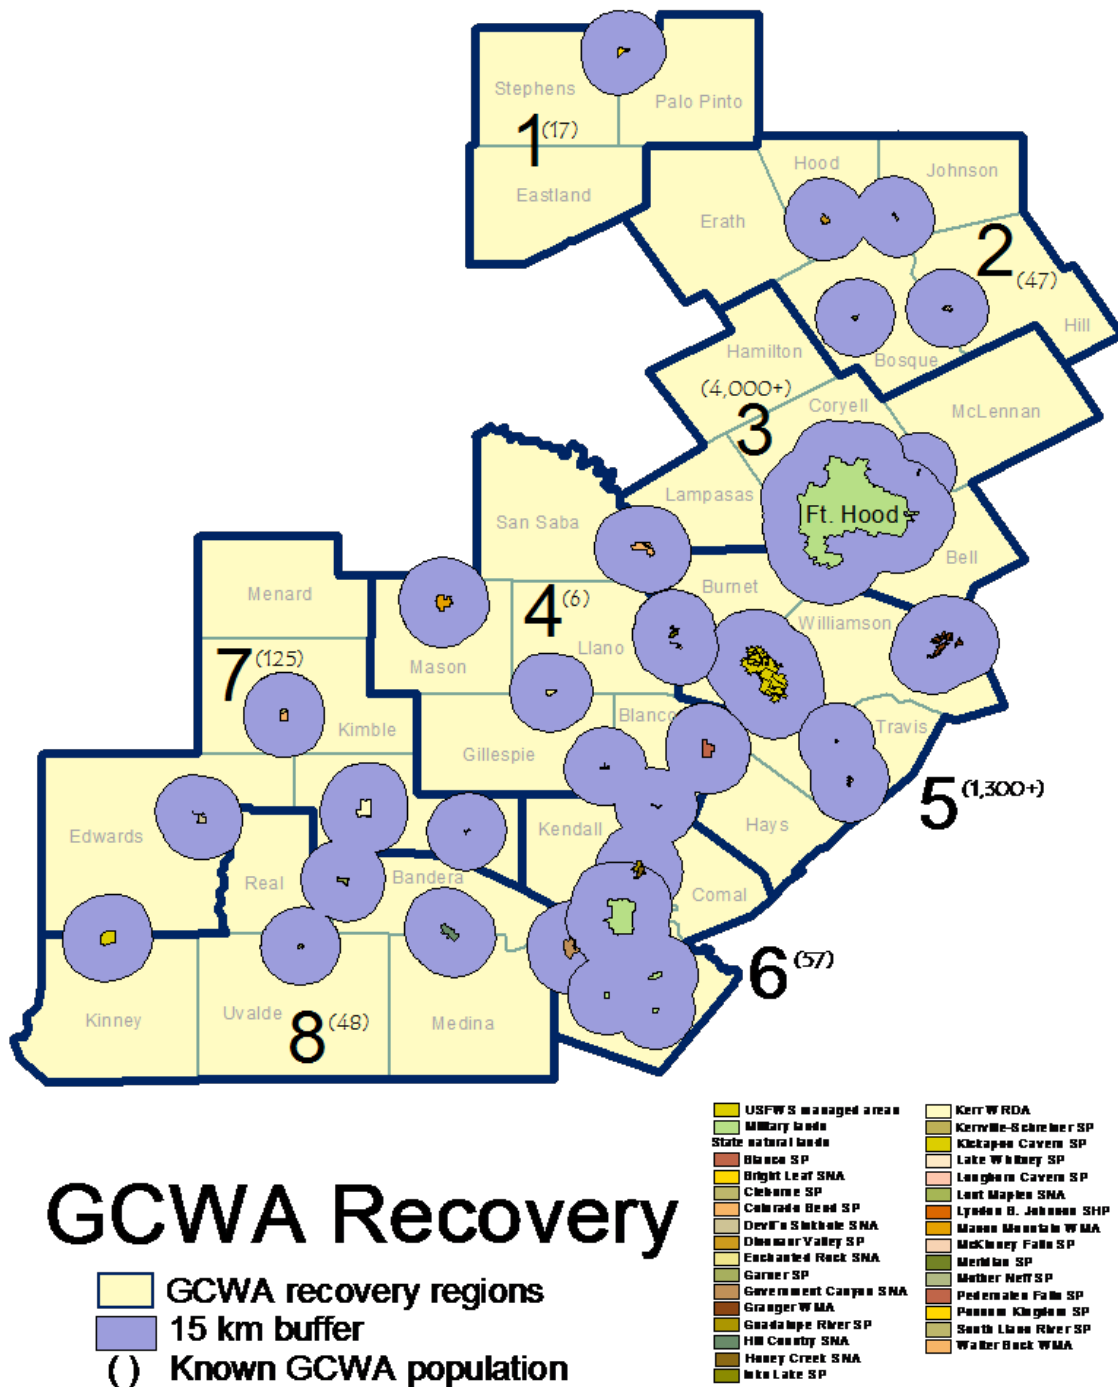 Stephens
Palo Pinto
1 (17)
Eastland
Hood
Johnson
Erath
2 (47)
Hill
Bosque
Hamilton
(4,000+)
3
Coryell
McLennan
Lampasas
Ft. Hood
Bell
San Saba
Burnet
Williamson
Menard
4 (6)
Llano
Mason
7 (125)
Kimble
Blanco
Gillespie
Travis
5 (1,300+)
Hays
Kendall
Edwards
Real
Bandera
Comal
6 (57)
Kinney
Uvalde
8 (48)
Medina
GCWA Recovery
GCWA recovery regions
15 km buffer
( ) Known GCWA population
USFWS managed areas
Military lands
State natural lands
Blanco SP
Bright Leaf SNA
Cleborne SP
Colorado Bend SP
Devil's Sinkhole SNA
Dinosaur Valley SP
Enchanted Rock SNA
Garner SP
Government Canyon SNA
Granger WMA
Guadalupe River SP
Hill Country SNA
Honey Creek SNA
Inks Lake SP
Kerr WRDA
Kerrville-Schreiner SP
Kickapoo Cavern SP
Lake Whitney SP
Longhorn Cavern SP
Lost Maples SNA
Lyndon B. Johnson SHP
Mason Mountain WMA
McKinney Falls SP
Meridian SP
Mother Neff SP
Pedernales Falls SP
Possum Kingdom SP
South Llano River SP
Walter Buck WMA